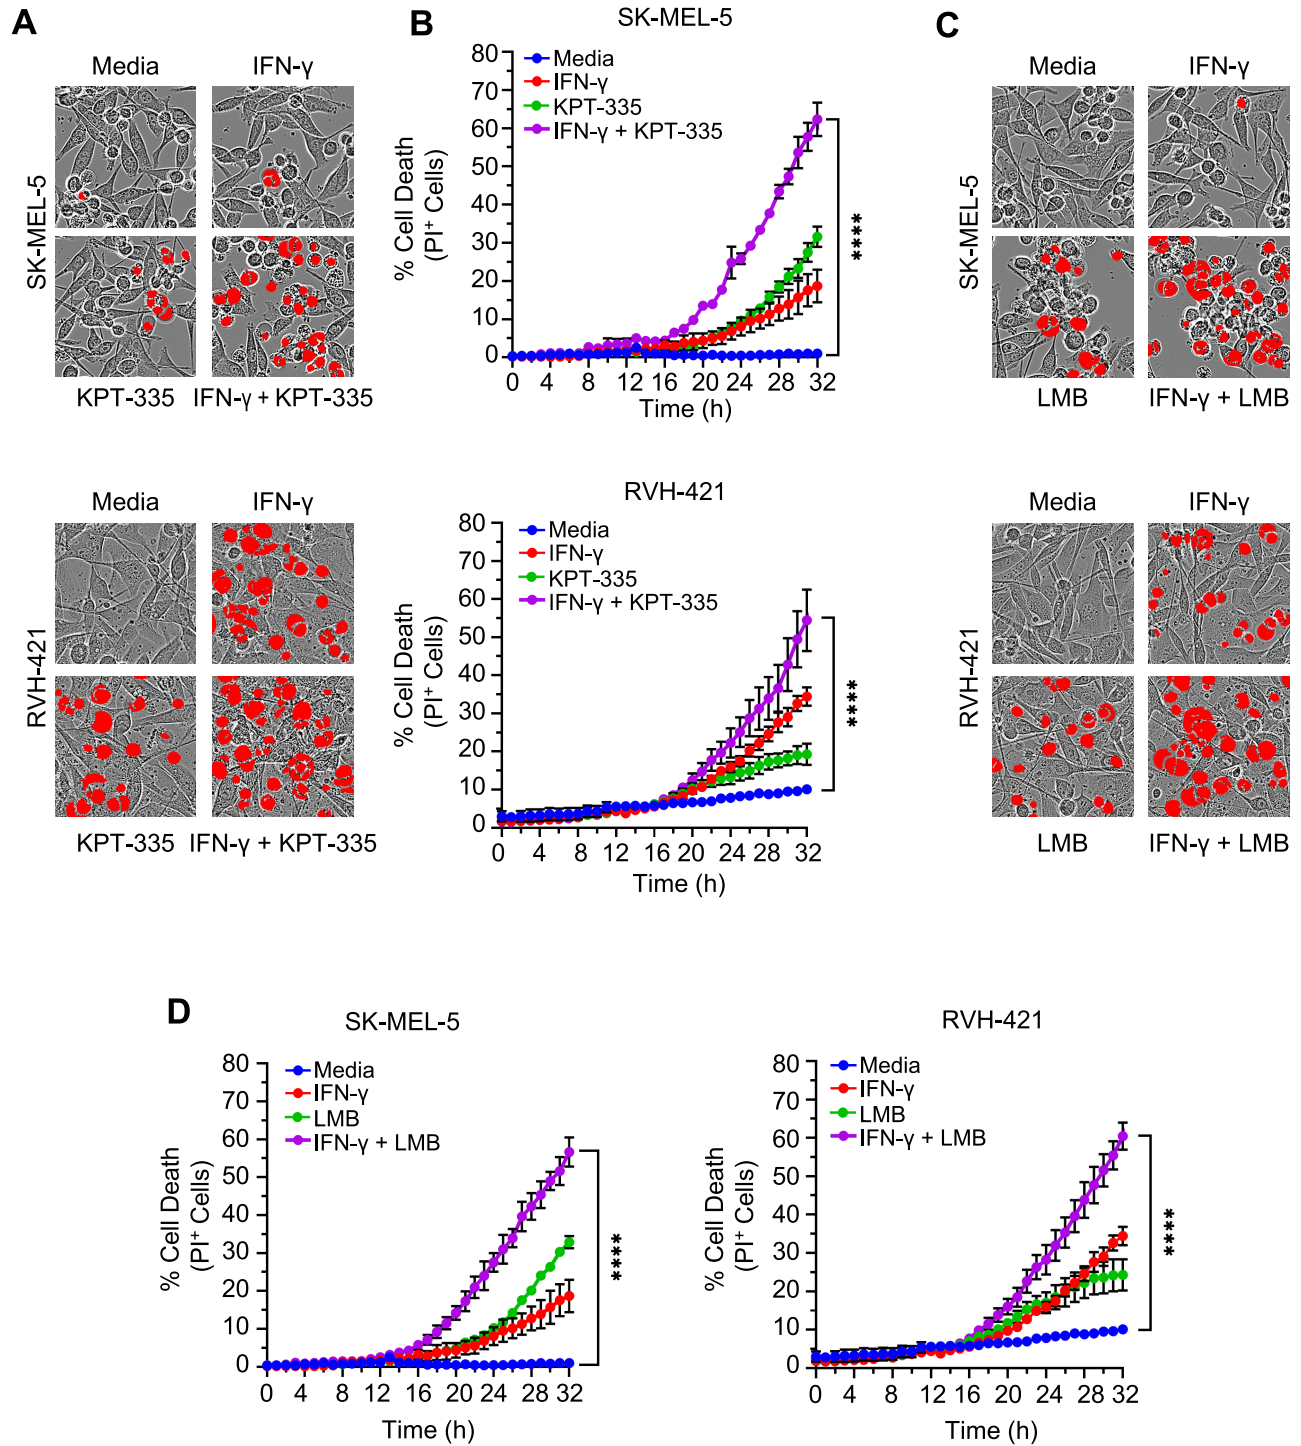 A
Media
IFN-γ
SK-MEL-5
KPT-335
IFN-γ + KPT-335
Media
IFN-γ
RVH-421
KPT-335
IFN-γ + KPT-335
B
SK-MEL-5
80
70
60
50
40
30
20
10
0
% Cell Death
(PI⁺ Cells)
Media
IFN-γ
KPT-335
IFN-γ + KPT-335
****
0 4 8 12 16 20 24 28 32
Time (h)
RVH-421
80
70
60
50
40
30
20
10
0
% Cell Death
(PI⁺ Cells)
Media
IFN-γ
KPT-335
IFN-γ + KPT-335
****
0 4 8 12 16 20 24 28 32
Time (h)
C
Media
IFN-γ
SK-MEL-5
LMB
IFN-γ + LMB
Media
IFN-γ
RVH-421
LMB
IFN-γ + LMB
D
SK-MEL-5
80
70
60
50
40
30
20
10
0
% Cell Death
(PI⁺ Cells)
Media
IFN-γ
LMB
IFN-γ + LMB
****
0 4 8 12 16 20 24 28 32
Time (h)
RVH-421
80
70
60
50
40
30
20
10
0
% Cell Death
(PI⁺ Cells)
Media
IFN-γ
LMB
IFN-γ + LMB
****
0 4 8 12 16 20 24 28 32
Time (h)